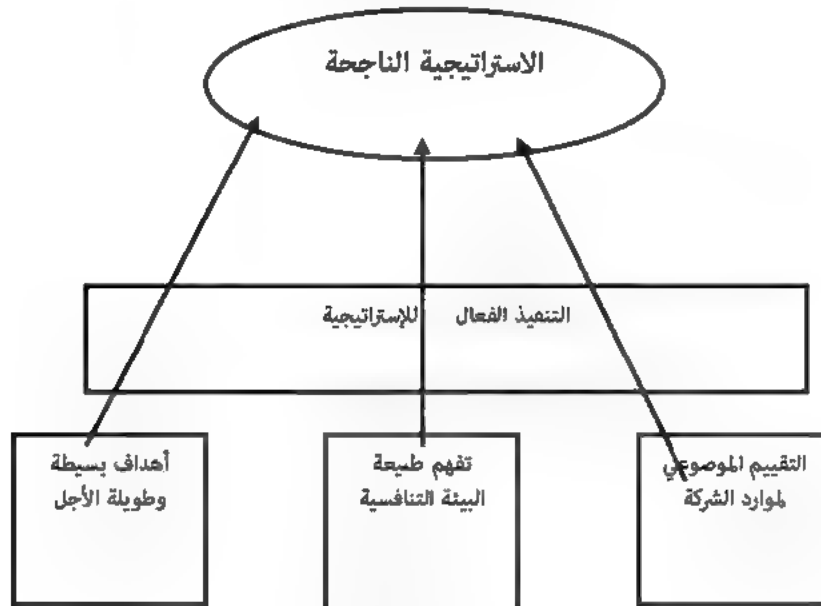 الاستراتيجية الناجحة
التنفيذ الفعال للإستراتيجية
التقييم الموضوعي
لموارد الشركة
تفهم طبيعة
البيئة التنافسية
أهداف بسيطة
وطويلة الأجل